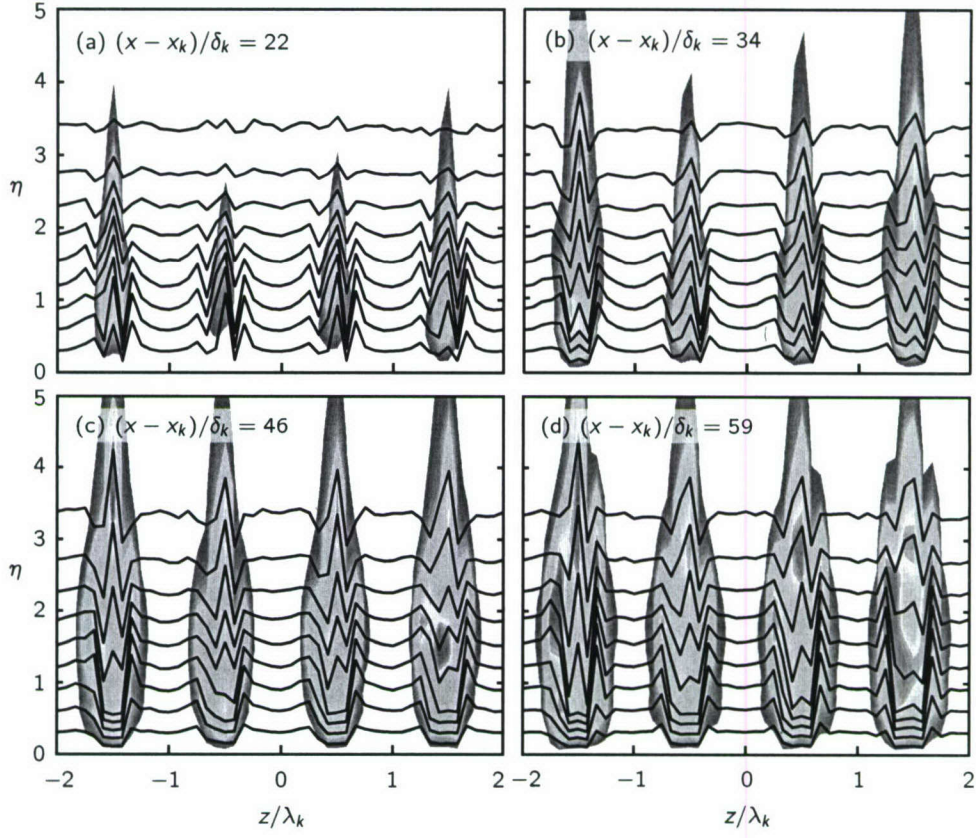 5
(a) (x − x_k)/δ_k = 22
(b) (x − x_k)/δ_k = 34
4
3
η
2
1
0
5
(c) (x − x_k)/δ_k = 46
(d) (x − x_k)/δ_k = 59
4
3
η
2
1
0
−2 −1 0 1 2 −2 −1 0 1 2
z/λ_k z/λ_k